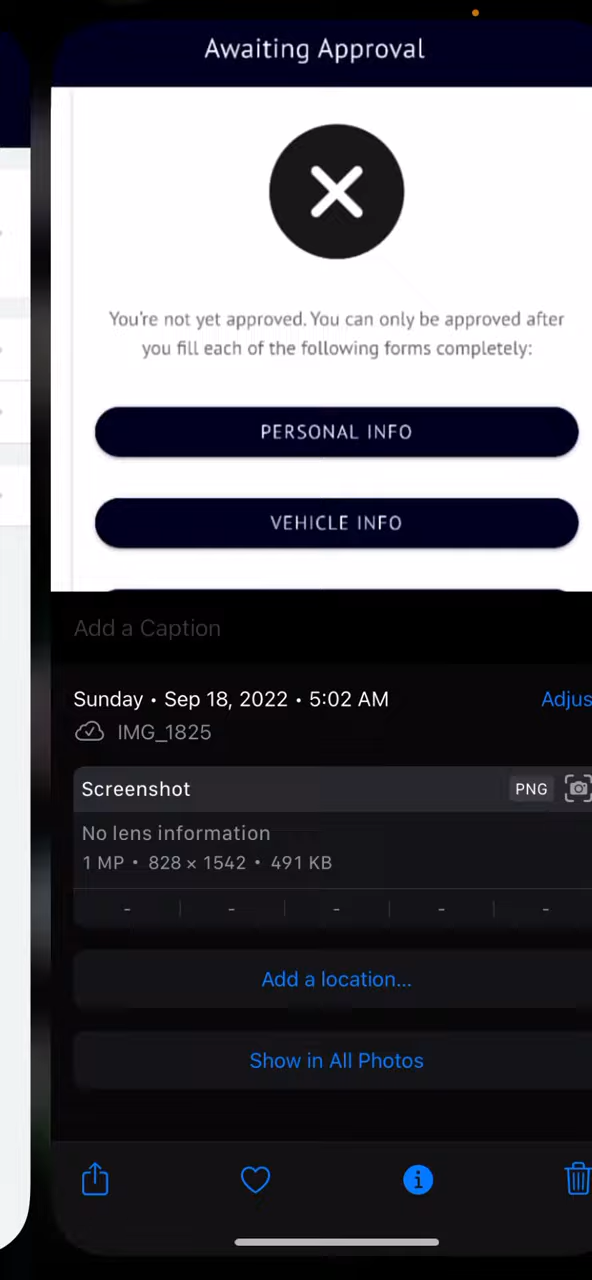 Awaiting Approval
You're not yet approved. You can only be approved after
you fill each of the following forms completely:
PERSONAL INFO
VEHICLE INFO
Add a Caption
Sunday • Sep 18, 2022 • 5:02 AM
Adjus
IMG_1825
Screenshot
PNG
No lens information
1 MP • 828 × 1542 • 491 KB
- - - - -
Add a location...
Show in All Photos